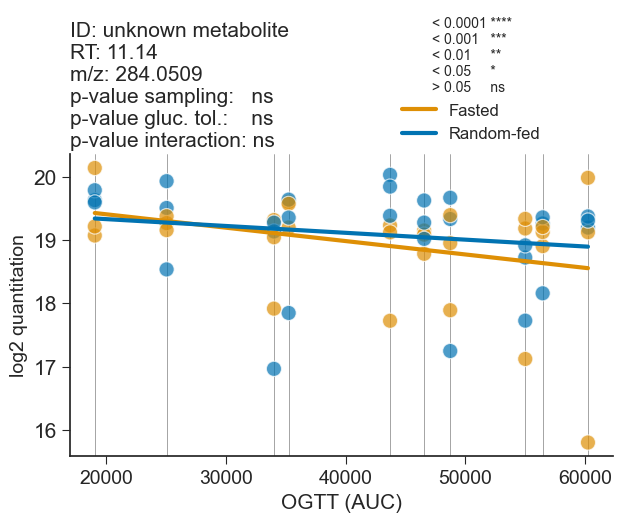 ID: unknown metabolite
RT: 11.14
m/z: 284.0509
p-value sampling: ns
p-value gluc. tol.: ns
p-value interaction: ns
< 0.0001 ****
< 0.001 ***
< 0.01 **
< 0.05 *
> 0.05 ns
Fasted
Random-fed
log2 quantitation
20
19
18
17
16
20000 30000 40000 50000 60000
OGTT (AUC)